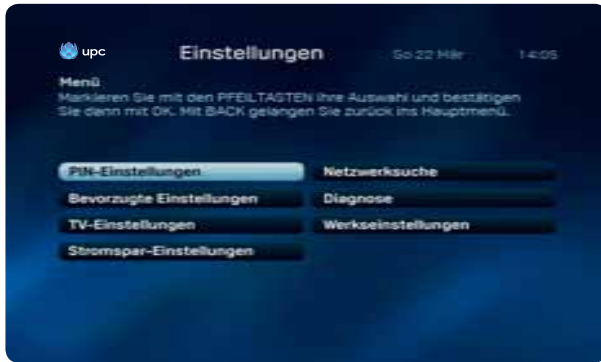 upc
Einstellungen
So 22 Mär
14:05
Menü
Markieren Sie mit den PFEILTASTEN Ihre Auswahl und bestätigen
Sie dann mit OK. Mit BACK gelangen Sie zurück ins Hauptmenü.
PIN-Einstellungen
Netzwerksuche
Bevorzugte Einstellungen
Diagnose
TV-Einstellungen
Werkseinstellungen
Stromspar-Einstellungen